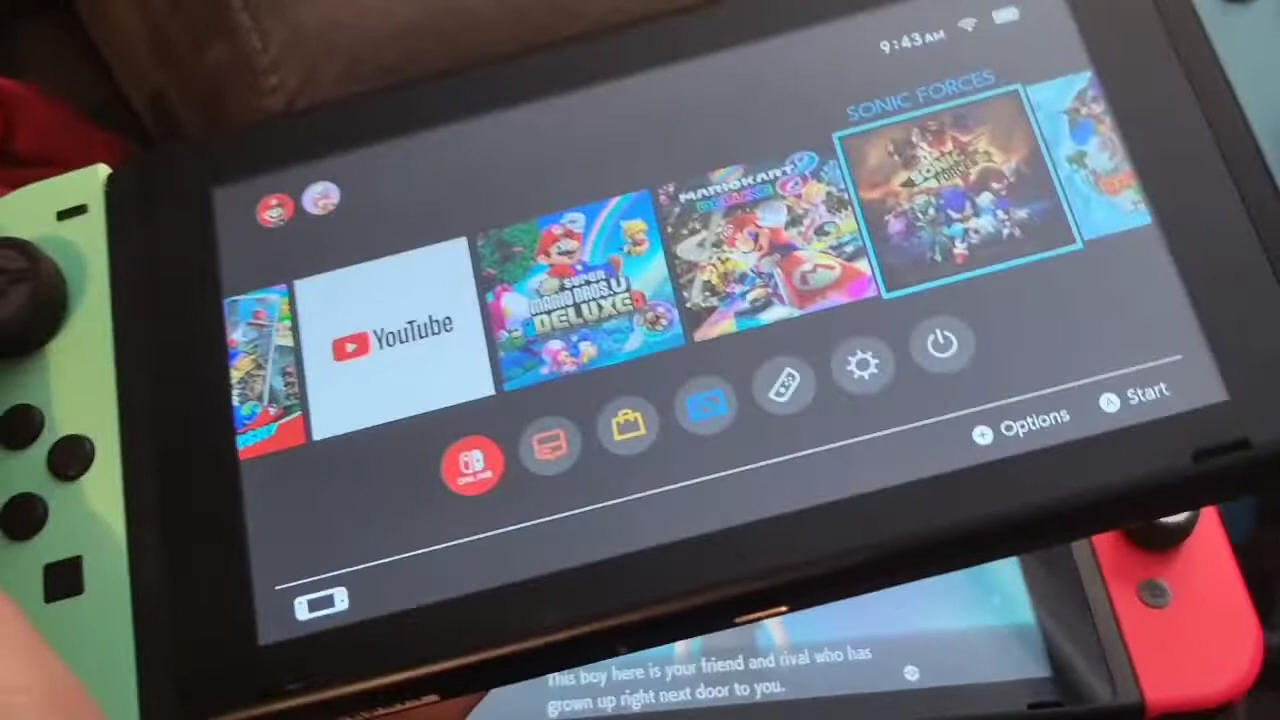 9:43 AM
SONIC FORCES
SONIC
FORCES
MARIOKART
DELUXE
SUPER
MARIO BROS. U
DELUXE
YouTube
ONLINE
Options
A Start
This boy here is your friend and rival who has
grown up right next door to you.